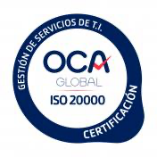 GESTIÓN DE SERVICIOS DE T.I.
OCA
GLOBAL
ISO 20000
CERTIFICACIÓN